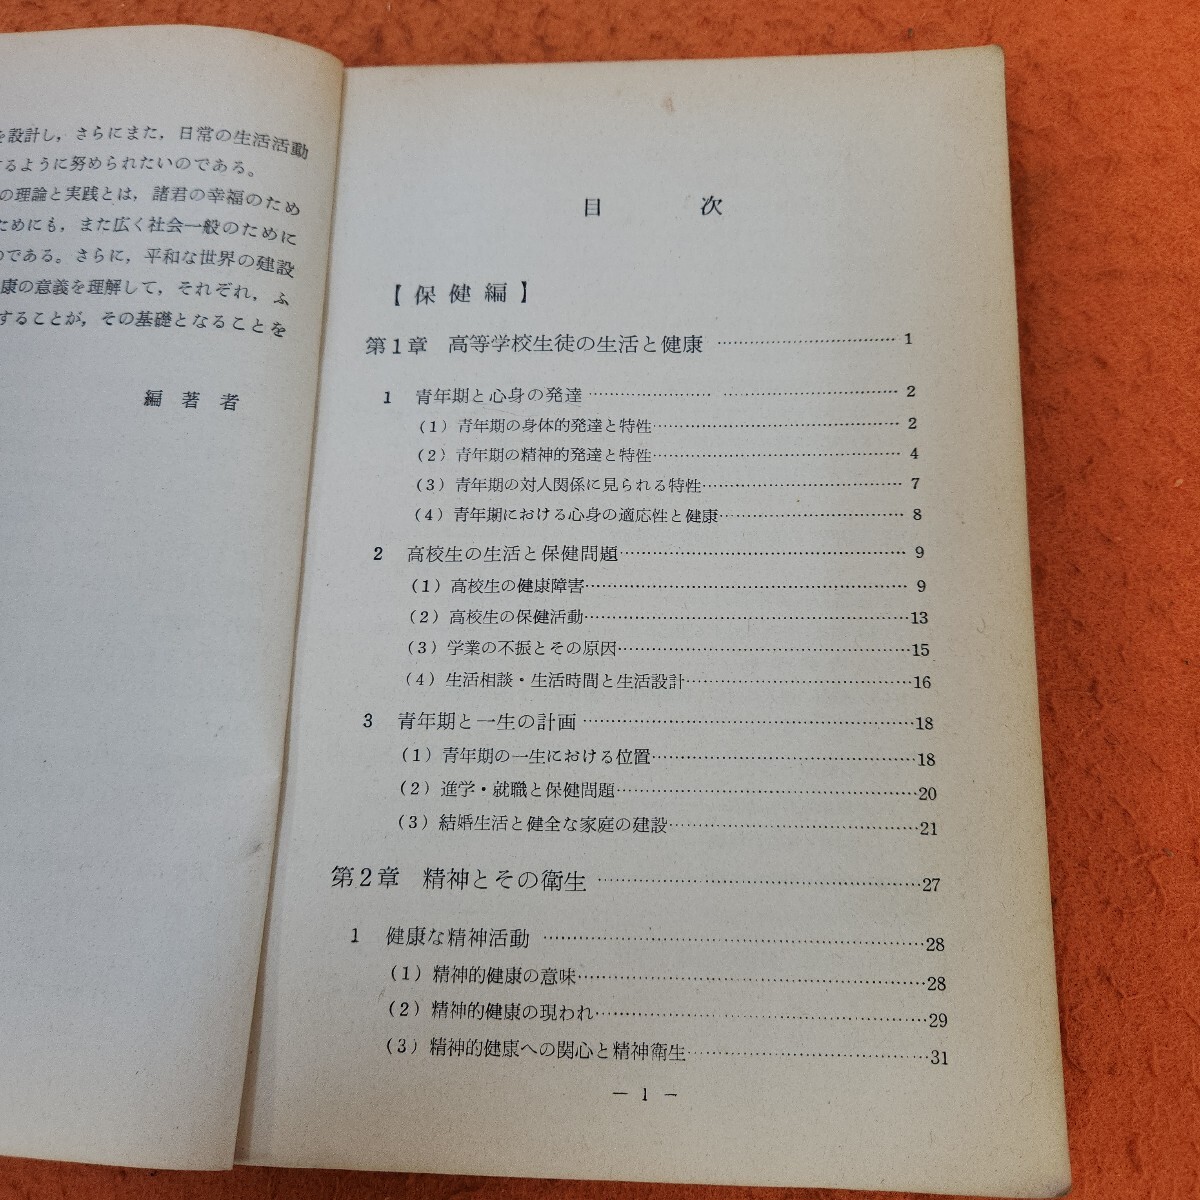 を設計し，さらにまた，日常の生活活動
するように努められたいのである。
の理論と実践とは，諸君の幸福のため
ためにも，また広く社会一般のために
のである。さらに，平和な世界の建設
康の意義を理解して，それぞれ，ふ
することが，その基礎となることを
編著者
目次
【保健編】
第1章 高等学校生徒の生活と健康 …… 1
1 青年期と心身の発達 …… 2
(1) 青年期の身体的発達と特性 …… 2
(2) 青年期の精神的発達と特性 …… 4
(3) 青年期の対人関係に見られる特性 …… 7
(4) 青年期における心身の適応性と健康 …… 8
2 高校生の生活と保健問題 …… 9
(1) 高校生の健康障害 …… 9
(2) 高校生の保健活動 …… 13
(3) 学業の不振とその原因 …… 15
(4) 生活相談・生活時間と生活設計 …… 16
3 青年期と一生の計画 …… 18
(1) 青年期の一生における位置 …… 18
(2) 進学・就職と保健問題 …… 20
(3) 結婚生活と健全な家庭の建設 …… 21
第2章 精神とその衛生 …… 27
1 健康な精神活動 …… 28
(1) 精神的健康の意味 …… 28
(2) 精神的健康の現われ …… 29
(3) 精神的健康への関心と精神衛生 …… 31
— 1 —